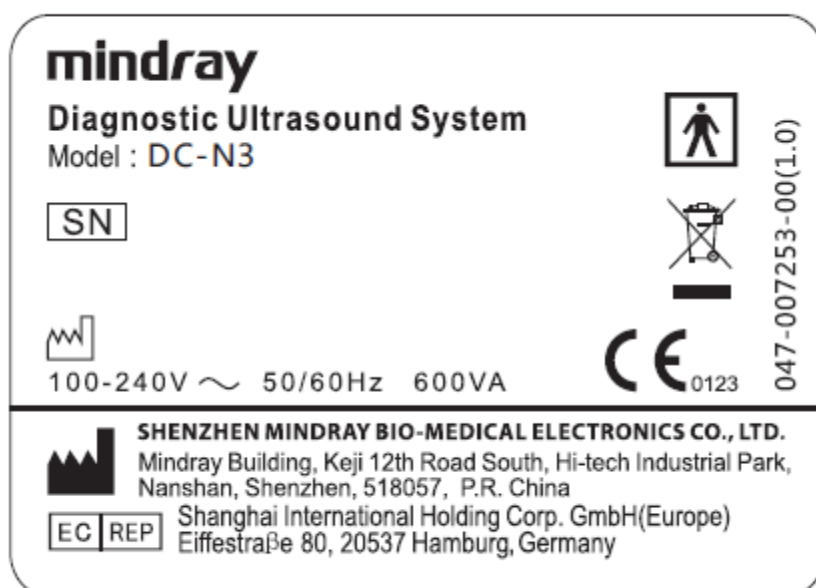 mindray
Diagnostic Ultrasound System
Model : DC-N3
SN
100-240V ～ 50/60Hz 600VA
CE 0123
047-007253-00(1.0)
SHENZHEN MINDRAY BIO-MEDICAL ELECTRONICS CO., LTD.
Mindray Building, Keji 12th Road South, Hi-tech Industrial Park,
Nanshan, Shenzhen, 518057, P.R. China
EC REP
Shanghai International Holding Corp. GmbH(Europe)
Eiffestraβe 80, 20537 Hamburg, Germany